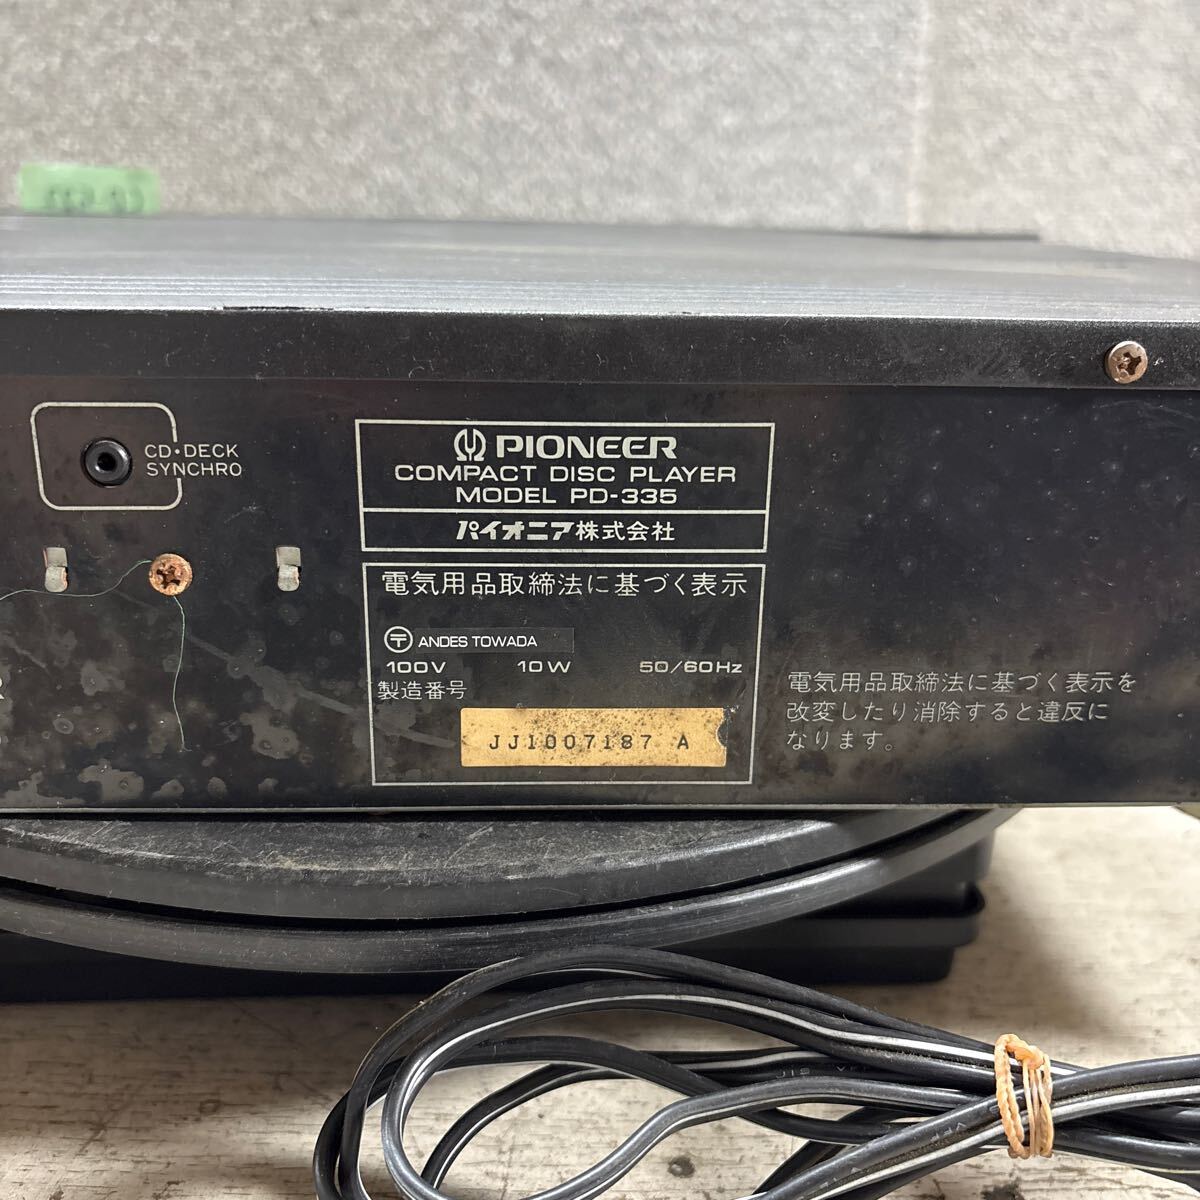 CD・DECK
SYNCHRO
PIONEER
COMPACT DISC PLAYER
MODEL PD-335
パイオニア株式会社
電気用品取締法に基づく表示
〒 ANDES TOWADA
100V 10W 50/60Hz
製造番号
JJ1007187 A
電気用品取締法に基づく表示を
改変したり消除すると違反に
なります。